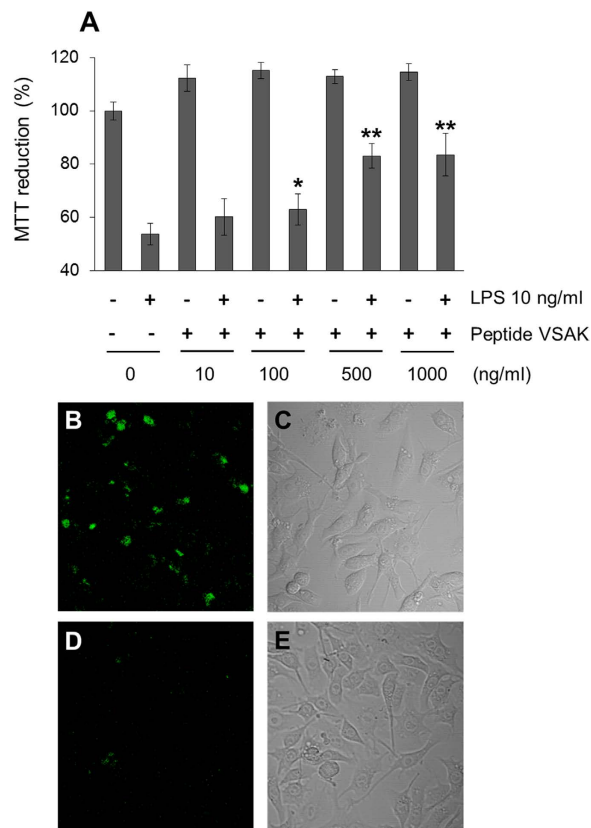 A
MTT reduction (%)
120
100
80
60
40
* ** **
- + - + - + - + - + LPS 10 ng/ml
- - + + + + + + + + Peptide VSAK
0 10 100 500 1000 (ng/ml)
B C
D E